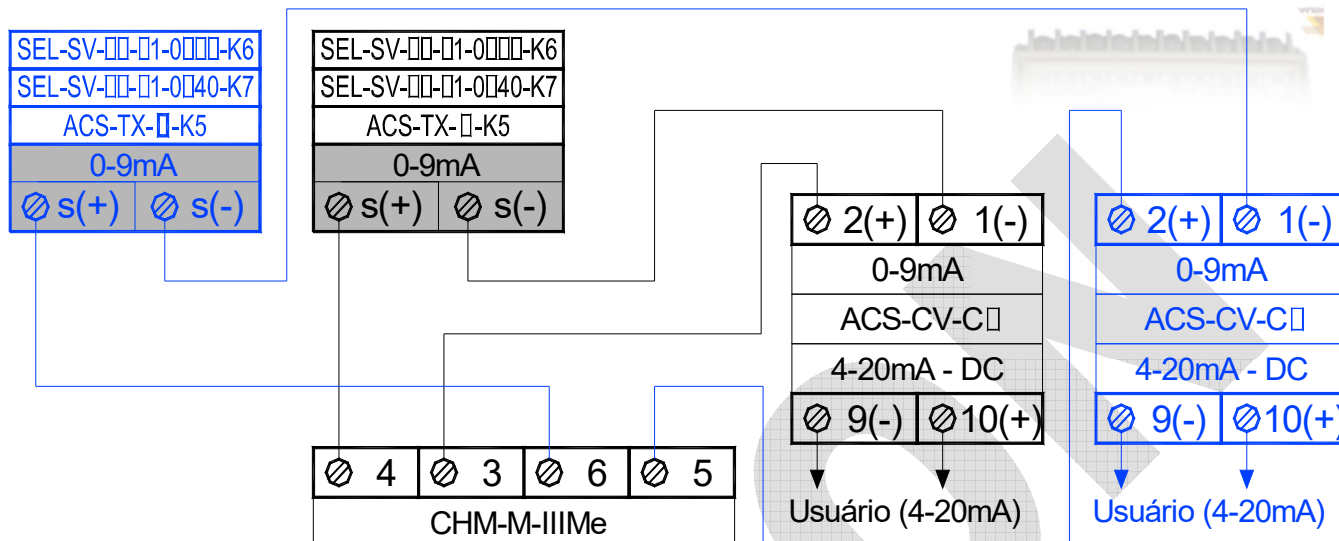 SEL-SV-▯▯-▯1-0▯▯▯-K6
SEL-SV-▯▯-▯1-0▯40-K7
ACS-TX-▯-K5
0-9mA
s(+) s(-)
SEL-SV-▯▯-▯1-0▯▯▯-K6
SEL-SV-▯▯-▯1-0▯40-K7
ACS-TX-▯-K5
0-9mA
s(+) s(-)
2(+) 1(-)
0-9mA
ACS-CV-C▯
4-20mA - DC
9(-) 10(+)
Usuário (4-20mA)
2(+) 1(-)
0-9mA
ACS-CV-C▯
4-20mA - DC
9(-) 10(+)
Usuário (4-20mA)
4 3 6 5
CHM-M-IIIMe